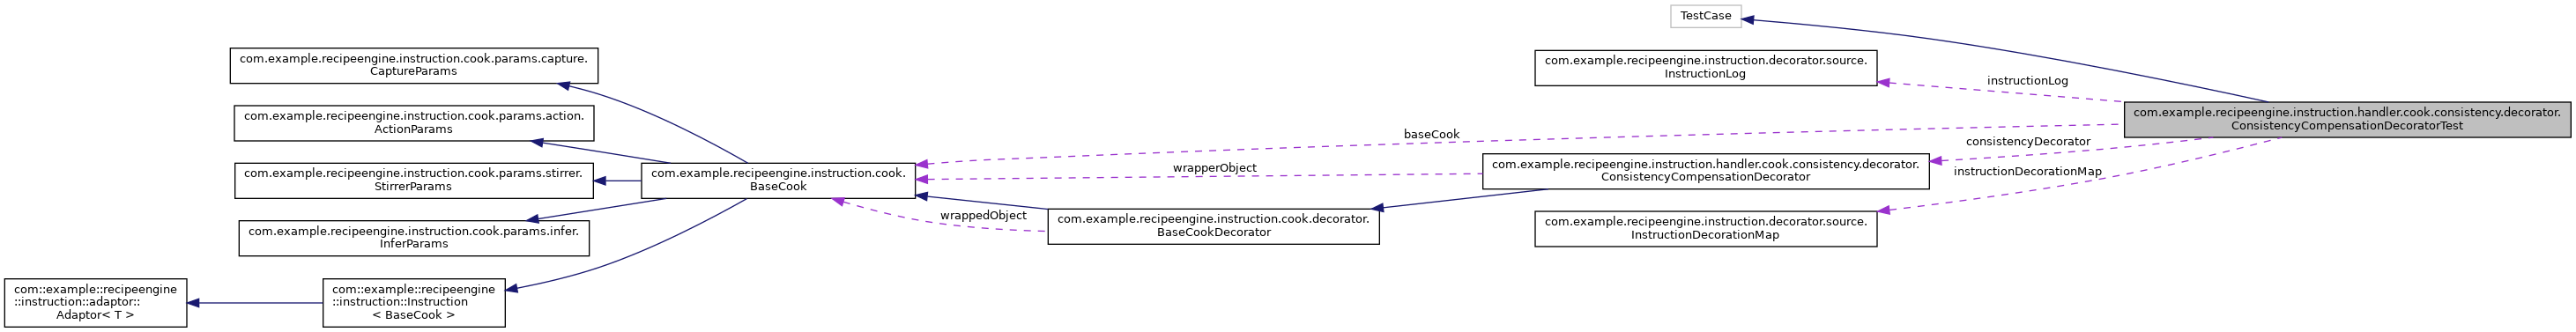 TestCase
com.example.recipeengine.instruction.cook.params.capture.
CaptureParams
com.example.recipeengine.instruction.decorator.source.
InstructionLog
instructionLog
com.example.recipeengine.instruction.handler.cook.consistency.decorator.
ConsistencyCompensationDecoratorTest
com.example.recipeengine.instruction.cook.params.action.
ActionParams
baseCook
consistencyDecorator
com.example.recipeengine.instruction.cook.params.stirrer.
StirrerParams
com.example.recipeengine.instruction.cook.
BaseCook
wrapperObject
com.example.recipeengine.instruction.handler.cook.consistency.decorator.
ConsistencyCompensationDecorator
instructionDecorationMap
com.example.recipeengine.instruction.cook.params.infer.
InferParams
wrappedObject
com.example.recipeengine.instruction.cook.decorator.
BaseCookDecorator
com.example.recipeengine.instruction.decorator.source.
InstructionDecorationMap
com::example::recipeengine
::instruction::adaptor::
Adaptor< T >
com::example::recipeengine
::instruction::Instruction
< BaseCook >